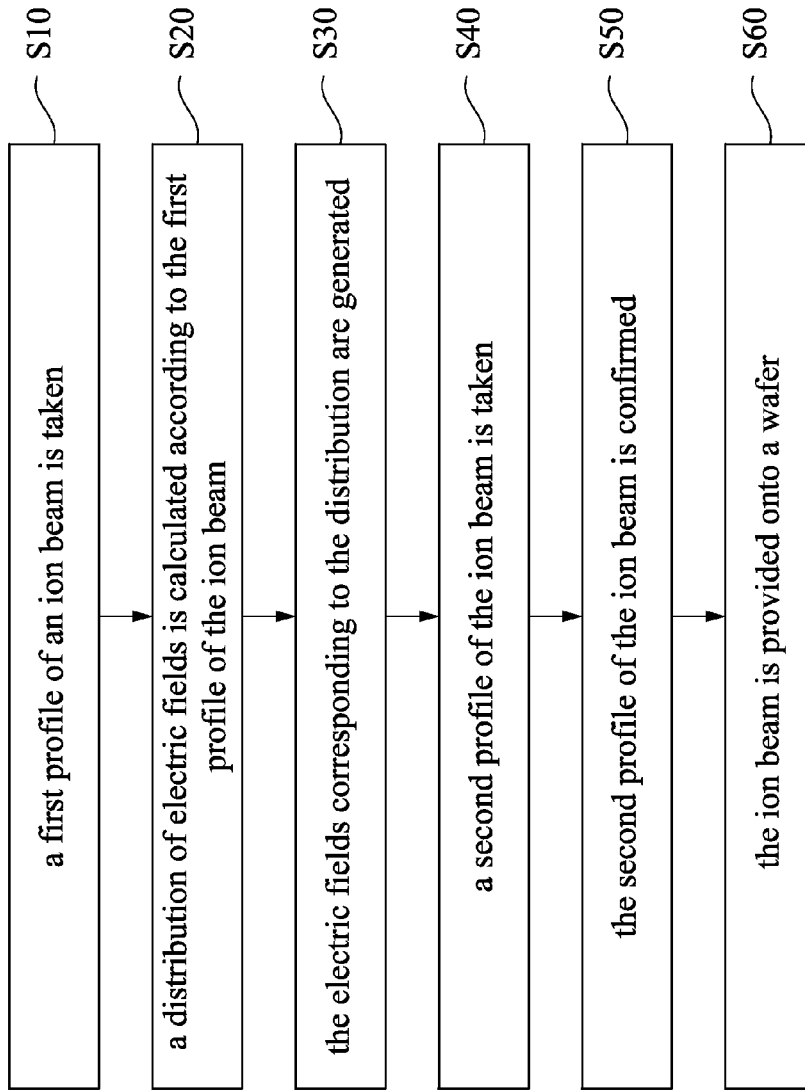 a first profile of an ion beam is taken
S10
a distribution of electric fields is calculated according to the first
profile of the ion beam
S20
the electric fields corresponding to the distribution are generated
S30
a second profile of the ion beam is taken
S40
the second profile of the ion beam is confirmed
S50
the ion beam is provided onto a wafer
S60